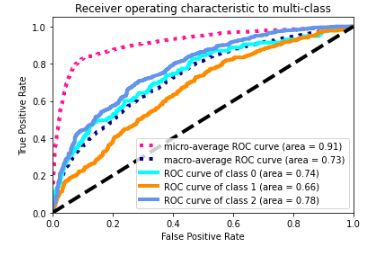 Receiver operating characteristic to multi-class
1.0
0.8
0.6
0.4
0.2
0.0
True Positive Rate
micro-average ROC curve (area = 0.91)
macro-average ROC curve (area = 0.73)
ROC curve of class 0 (area = 0.74)
ROC curve of class 1 (area = 0.66)
ROC curve of class 2 (area = 0.78)
0.0 0.2 0.4 0.6 0.8 1.0
False Positive Rate